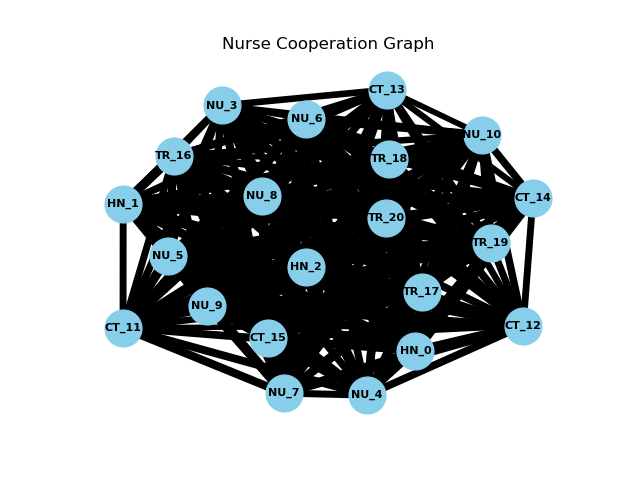 Nurse Cooperation Graph
CT_13
NU_3
NU_6
NU_10
TR_16
TR_18
NU_8
CT_14
HN_1
TR_20
TR_19
NU_5
HN_2
TR_17
NU_9
CT_12
CT_11
CT_15
HN_0
NU_7
NU_4